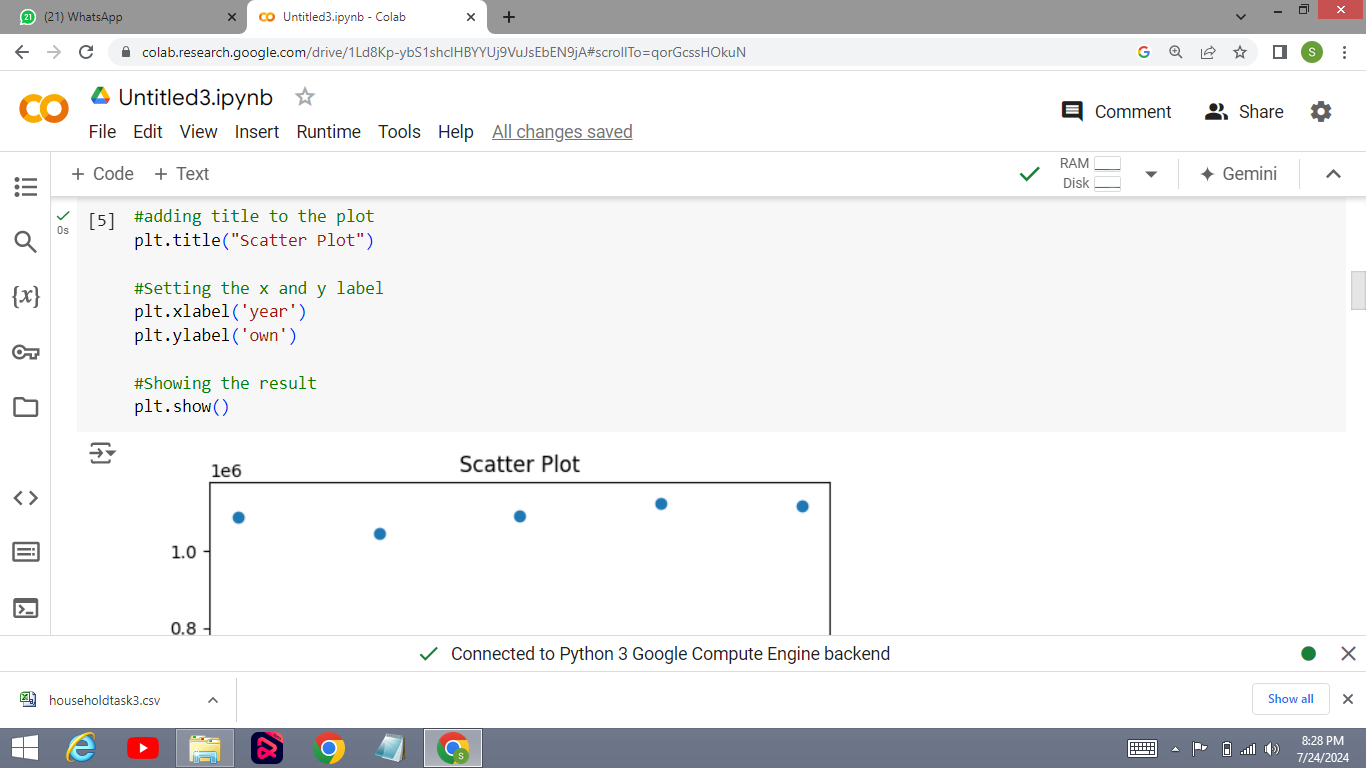 (21) WhatsApp
Untitled3.ipynb - Colab
colab.research.google.com/drive/1Ld8Kp-ybS1shclHBYYUj9VuJsEbEN9jA#scrollTo=qorGcssHOkuN
S
CO Untitled3.ipynb
Comment Share
File Edit View Insert Runtime Tools Help All changes saved
+ Code + Text
RAM
Disk
Gemini
[5] #adding title to the plot
0s
plt.title("Scatter Plot")
#Setting the x and y label
plt.xlabel('year')
plt.ylabel('own')
#Showing the result
plt.show()
{x}
Scatter Plot
1e6
1.0
0.8
Connected to Python 3 Google Compute Engine backend
householdtask3.csv
Show all
8:28 PM
7/24/2024